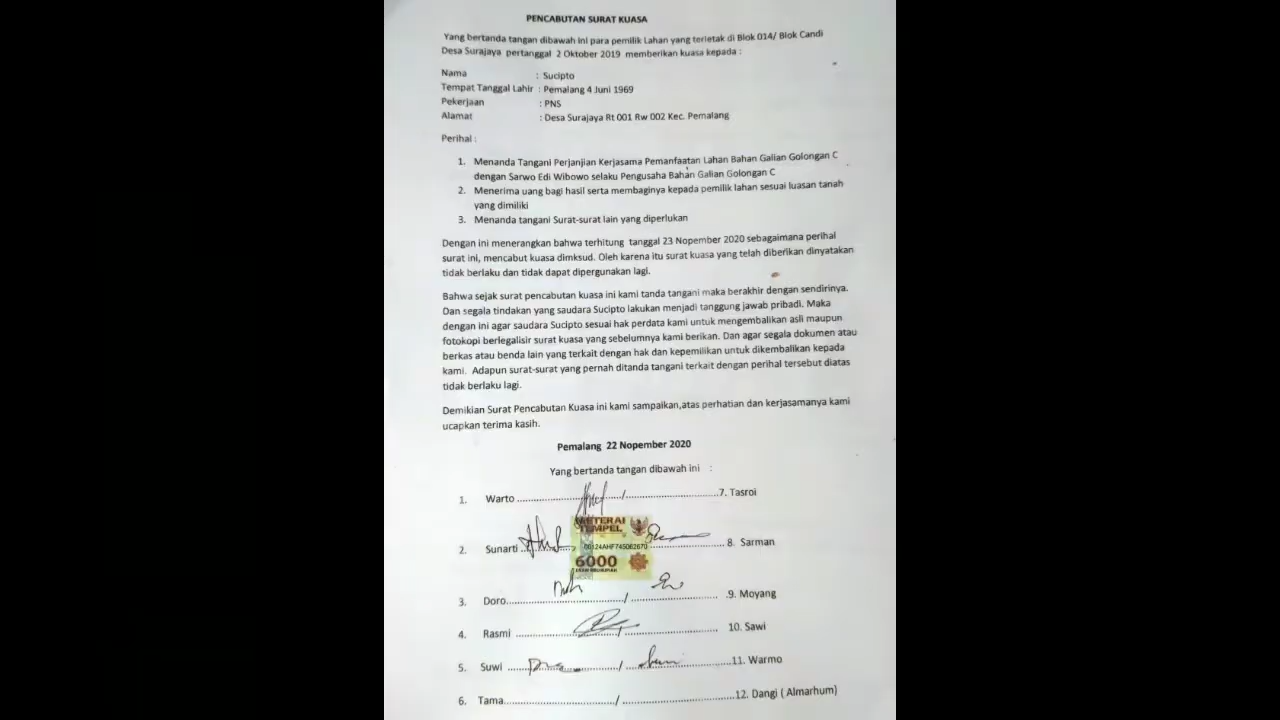 PENCABUTAN SURAT KUASA
Yang bertanda tangan dibawah ini para pemilik Lahan yang terletak di Blok 014/ Blok Candi
Desa Surajaya pertanggal 2 Oktober 2019 memberikan kuasa kepada :
Nama : Sucipto
Tempat Tanggal Lahir : Pemalang 4 Juni 1969
Pekerjaan : PNS
Alamat : Desa Surajaya Rt 001 Rw 002 Kec. Pemalang
Perihal :
1. Menanda Tangani Perjanjian Kerjasama Pemanfaatan Lahan Bahan Galian Golongan C
dengan Sarwo Edi Wibowo selaku Pengusaha Bahan Galian Golongan C
2. Menerima uang bagi hasil serta membaginya kepada pemilik lahan sesuai luasan tanah
yang dimiliki
3. Menanda tangani Surat-surat lain yang diperlukan
Dengan ini menerangkan bahwa terhitung tanggal 23 Nopember 2020 sebagaimana perihal
surat ini, mencabut kuasa dimksud. Oleh karena itu surat kuasa yang telah diberikan dinyatakan
tidak berlaku dan tidak dapat dipergunakan lagi.
Bahwa sejak surat pencabutan kuasa ini kami tanda tangani maka berakhir dengan sendirinya.
Dan segala tindakan yang saudara Sucipto lakukan menjadi tanggung jawab pribadi. Maka
dengan ini agar saudara Sucipto sesuai hak perdata kami untuk mengembalikan asli maupun
fotokopi berlegalisir surat kuasa yang sebelumnya kami berikan. Dan agar segala dokumen atau
berkas atau benda lain yang terkait dengan hak dan kepemilikan untuk dikembalikan kepada
kami. Adapun surat-surat yang pernah ditanda tangani terkait dengan perihal tersebut diatas
tidak berlaku lagi.
Demikian Surat Pencabutan Kuasa ini kami sampaikan,atas perhatian dan kerjasamanya kami
ucapkan terima kasih.
Pemalang 22 Nopember 2020
Yang bertanda tangan dibawah ini :
1. Warto ..................../.........................7. Tasroi
METERAI
TEMPEL
2. Sunarti .................... 8. Sarman
00124AHF745062670
6000
ENAM RIBU RUPIAH
3. Doro............................../ ...................... .9. Moyang
4. Rasmi ........................../...................... 10. Sawi
5. Suwi ........................../ ........................11. Warmo
6. Tama............................/ ............................12. Dangi ( Almarhum)